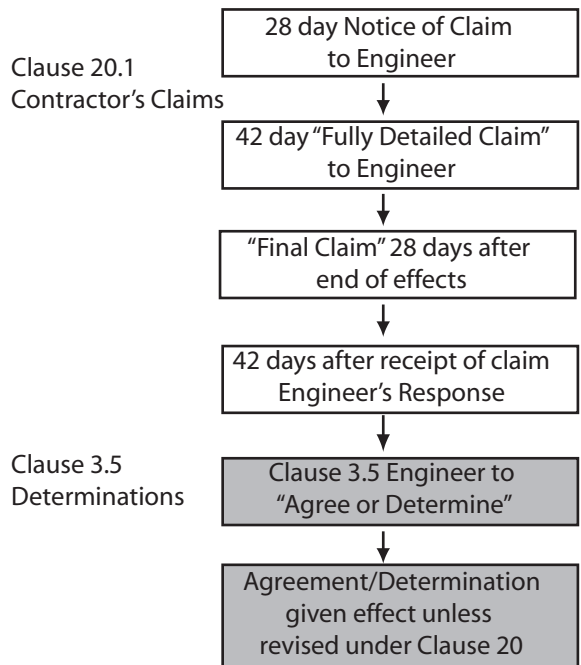 28 day Notice of Claim
to Engineer
Clause 20.1
Contractor’s Claims
42 day “Fully Detailed Claim”
to Engineer
“Final Claim” 28 days after
end of effects
42 days after receipt of claim
Engineer’s Response
Clause 3.5
Determinations
Clause 3.5 Engineer to
“Agree or Determine”
Agreement/Determination
given effect unless
revised under Clause 20